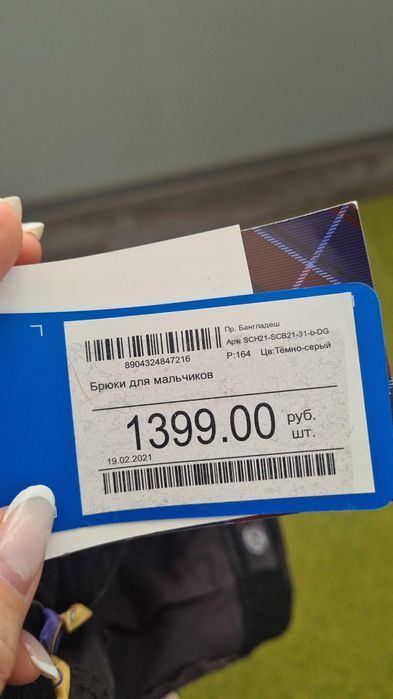 Пр. Бангладеш
Арт. SCH21-SCB21-31-b-DG
8904324847216
Р:164 Цв:Тёмно-серый
Брюки для мальчиков
1399.00 руб.
шт.
19.02.2021